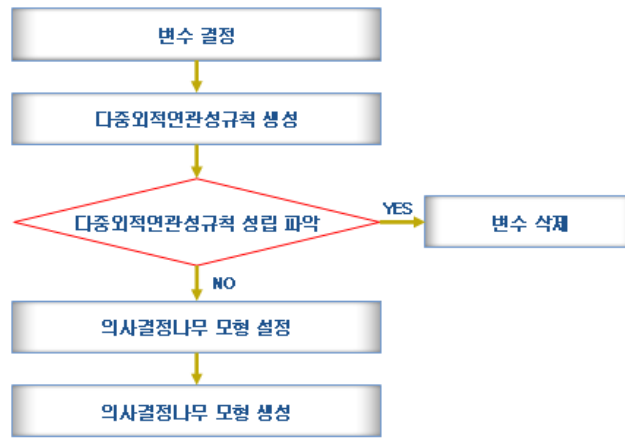 변수 결정
다중외적연관성규칙 생성
다중외적연관성규칙 성립 파악
YES
변수 삭제
NO
의사결정나무 모형 설정
의사결정나무 모형 생성